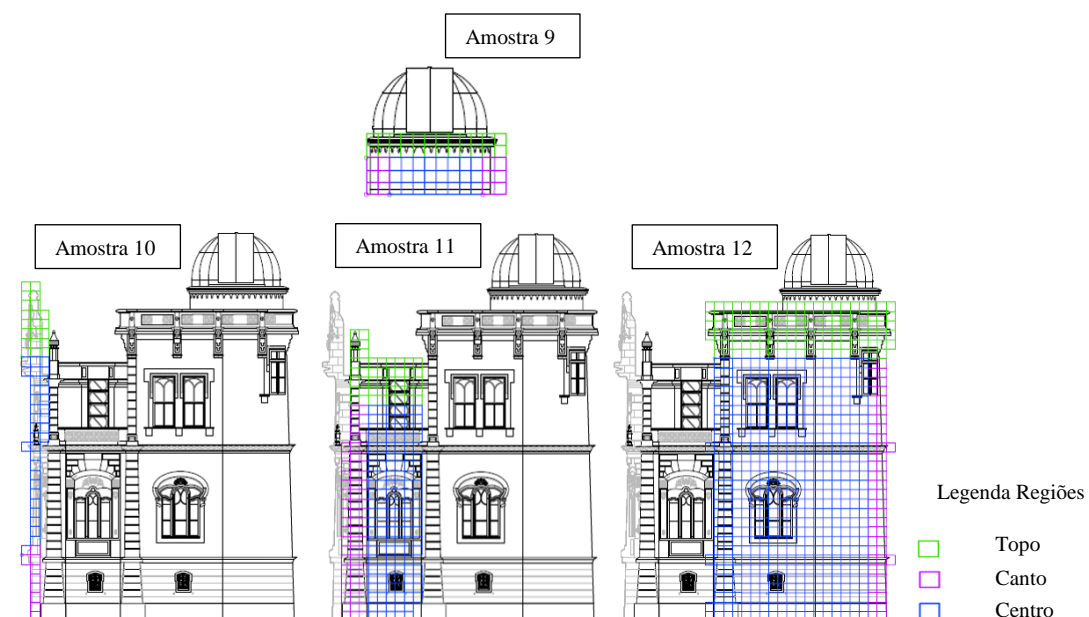 Amostra 9
Amostra 10
Amostra 11
Amostra 12
Legenda Regiões
Topo
Canto
Centro